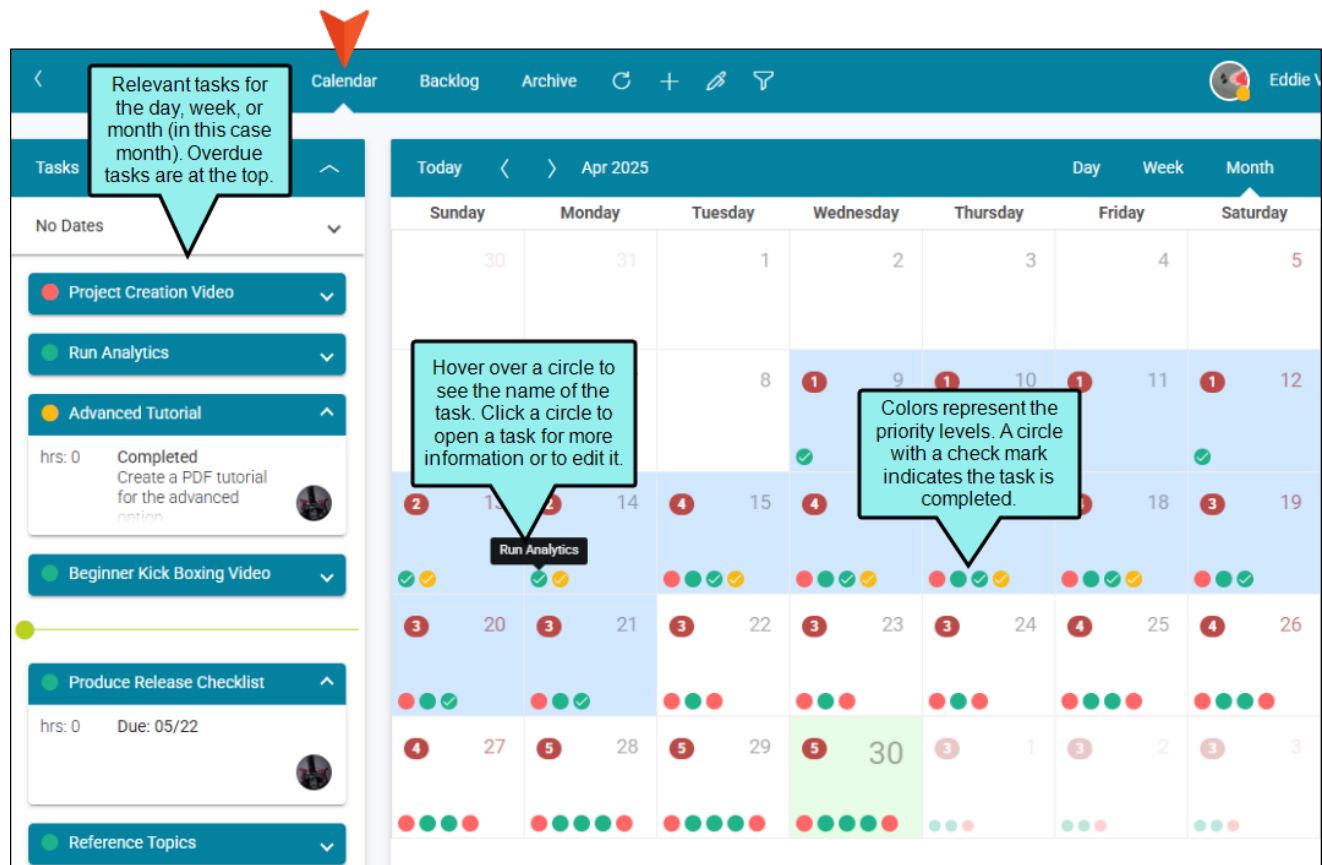 Calendar
Backlog
Archive
Eddie V
Relevant tasks for
the day, week, or
month (in this case
month). Overdue
tasks are at the top.
Tasks
No Dates
Project Creation Video
Run Analytics
Advanced Tutorial
hrs: 0 Completed
Create a PDF tutorial
for the advanced
option
Beginner Kick Boxing Video
Produce Release Checklist
hrs: 0 Due: 05/22
Reference Topics
Today Apr 2025 Day Week Month
Sunday Monday Tuesday Wednesday Thursday Friday Saturday
30 31 1 2 3 4 5
Hover over a circle to
see the name of the
task. Click a circle to
open a task for more
information or to edit it.
8 1 9 1 10 1 11 1 12
Colors represent the
priority levels. A circle
with a check mark
indicates the task is
completed.
2 13 2 14 4 15 4 18 3 19
Run Analytics
3 20 3 21 3 22 3 23 3 24 4 25 4 26
4 27 5 28 5 29 5 30 3 1 3 2 3 3